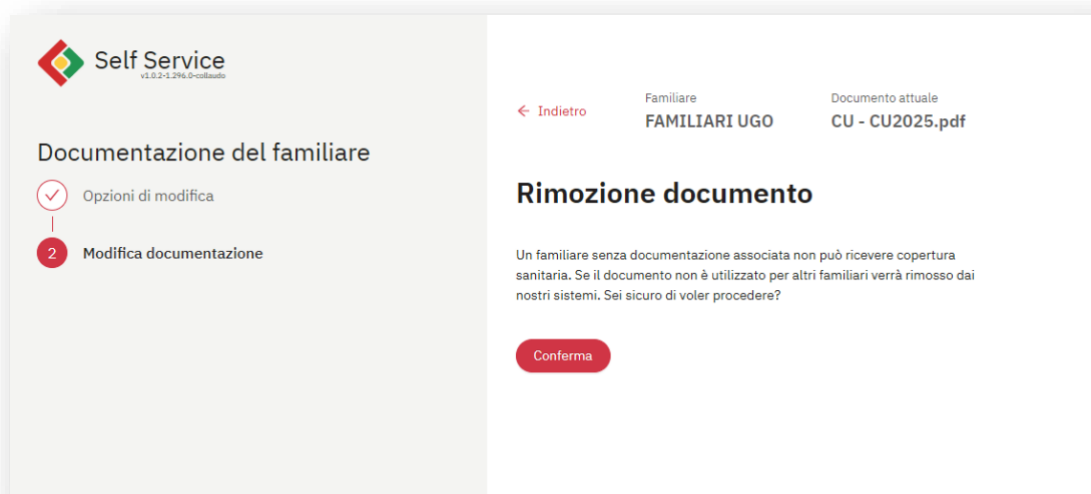 Self Service
v1.0.2-1.296.0-collaudo
Documentazione del familiare
Opzioni di modifica
2 Modifica documentazione
← Indietro
Familiare
FAMILIARI UGO
Documento attuale
CU - CU2025.pdf
Rimozione documento
Un familiare senza documentazione associata non può ricevere copertura
sanitaria. Se il documento non è utilizzato per altri familiari verrà rimosso dai
nostri sistemi. Sei sicuro di voler procedere?
Conferma